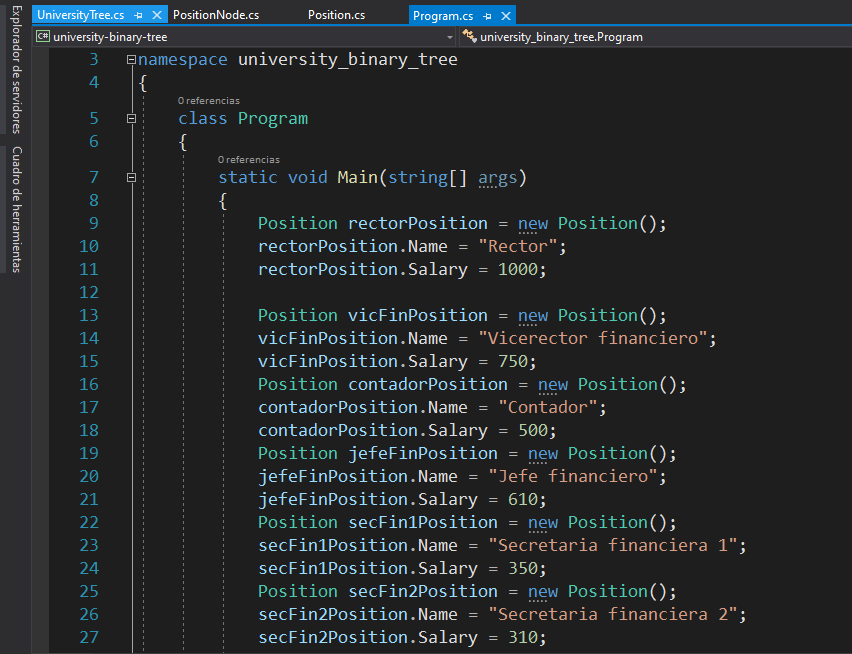 Explorador de servidores
Cuadro de herramientas
UniversityTree.cs PositionNode.cs Position.cs Program.cs
C# university-binary-tree university_binary_tree.Program
3 namespace university_binary_tree
4 {
0 referencias
5 class Program
6 {
0 referencias
7 static void Main(string[] args)
8 {
9 Position rectorPosition = new Position();
10 rectorPosition.Name = "Rector";
11 rectorPosition.Salary = 1000;
12
13 Position vicFinPosition = new Position();
14 vicFinPosition.Name = "Vicerector financiero";
15 vicFinPosition.Salary = 750;
16 Position contadorPosition = new Position();
17 contadorPosition.Name = "Contador";
18 contadorPosition.Salary = 500;
19 Position jefeFinPosition = new Position();
20 jefeFinPosition.Name = "Jefe financiero";
21 jefeFinPosition.Salary = 610;
22 Position secFin1Position = new Position();
23 secFin1Position.Name = "Secretaria financiera 1";
24 secFin1Position.Salary = 350;
25 Position secFin2Position = new Position();
26 secFin2Position.Name = "Secretaria financiera 2";
27 secFin2Position.Salary = 310;